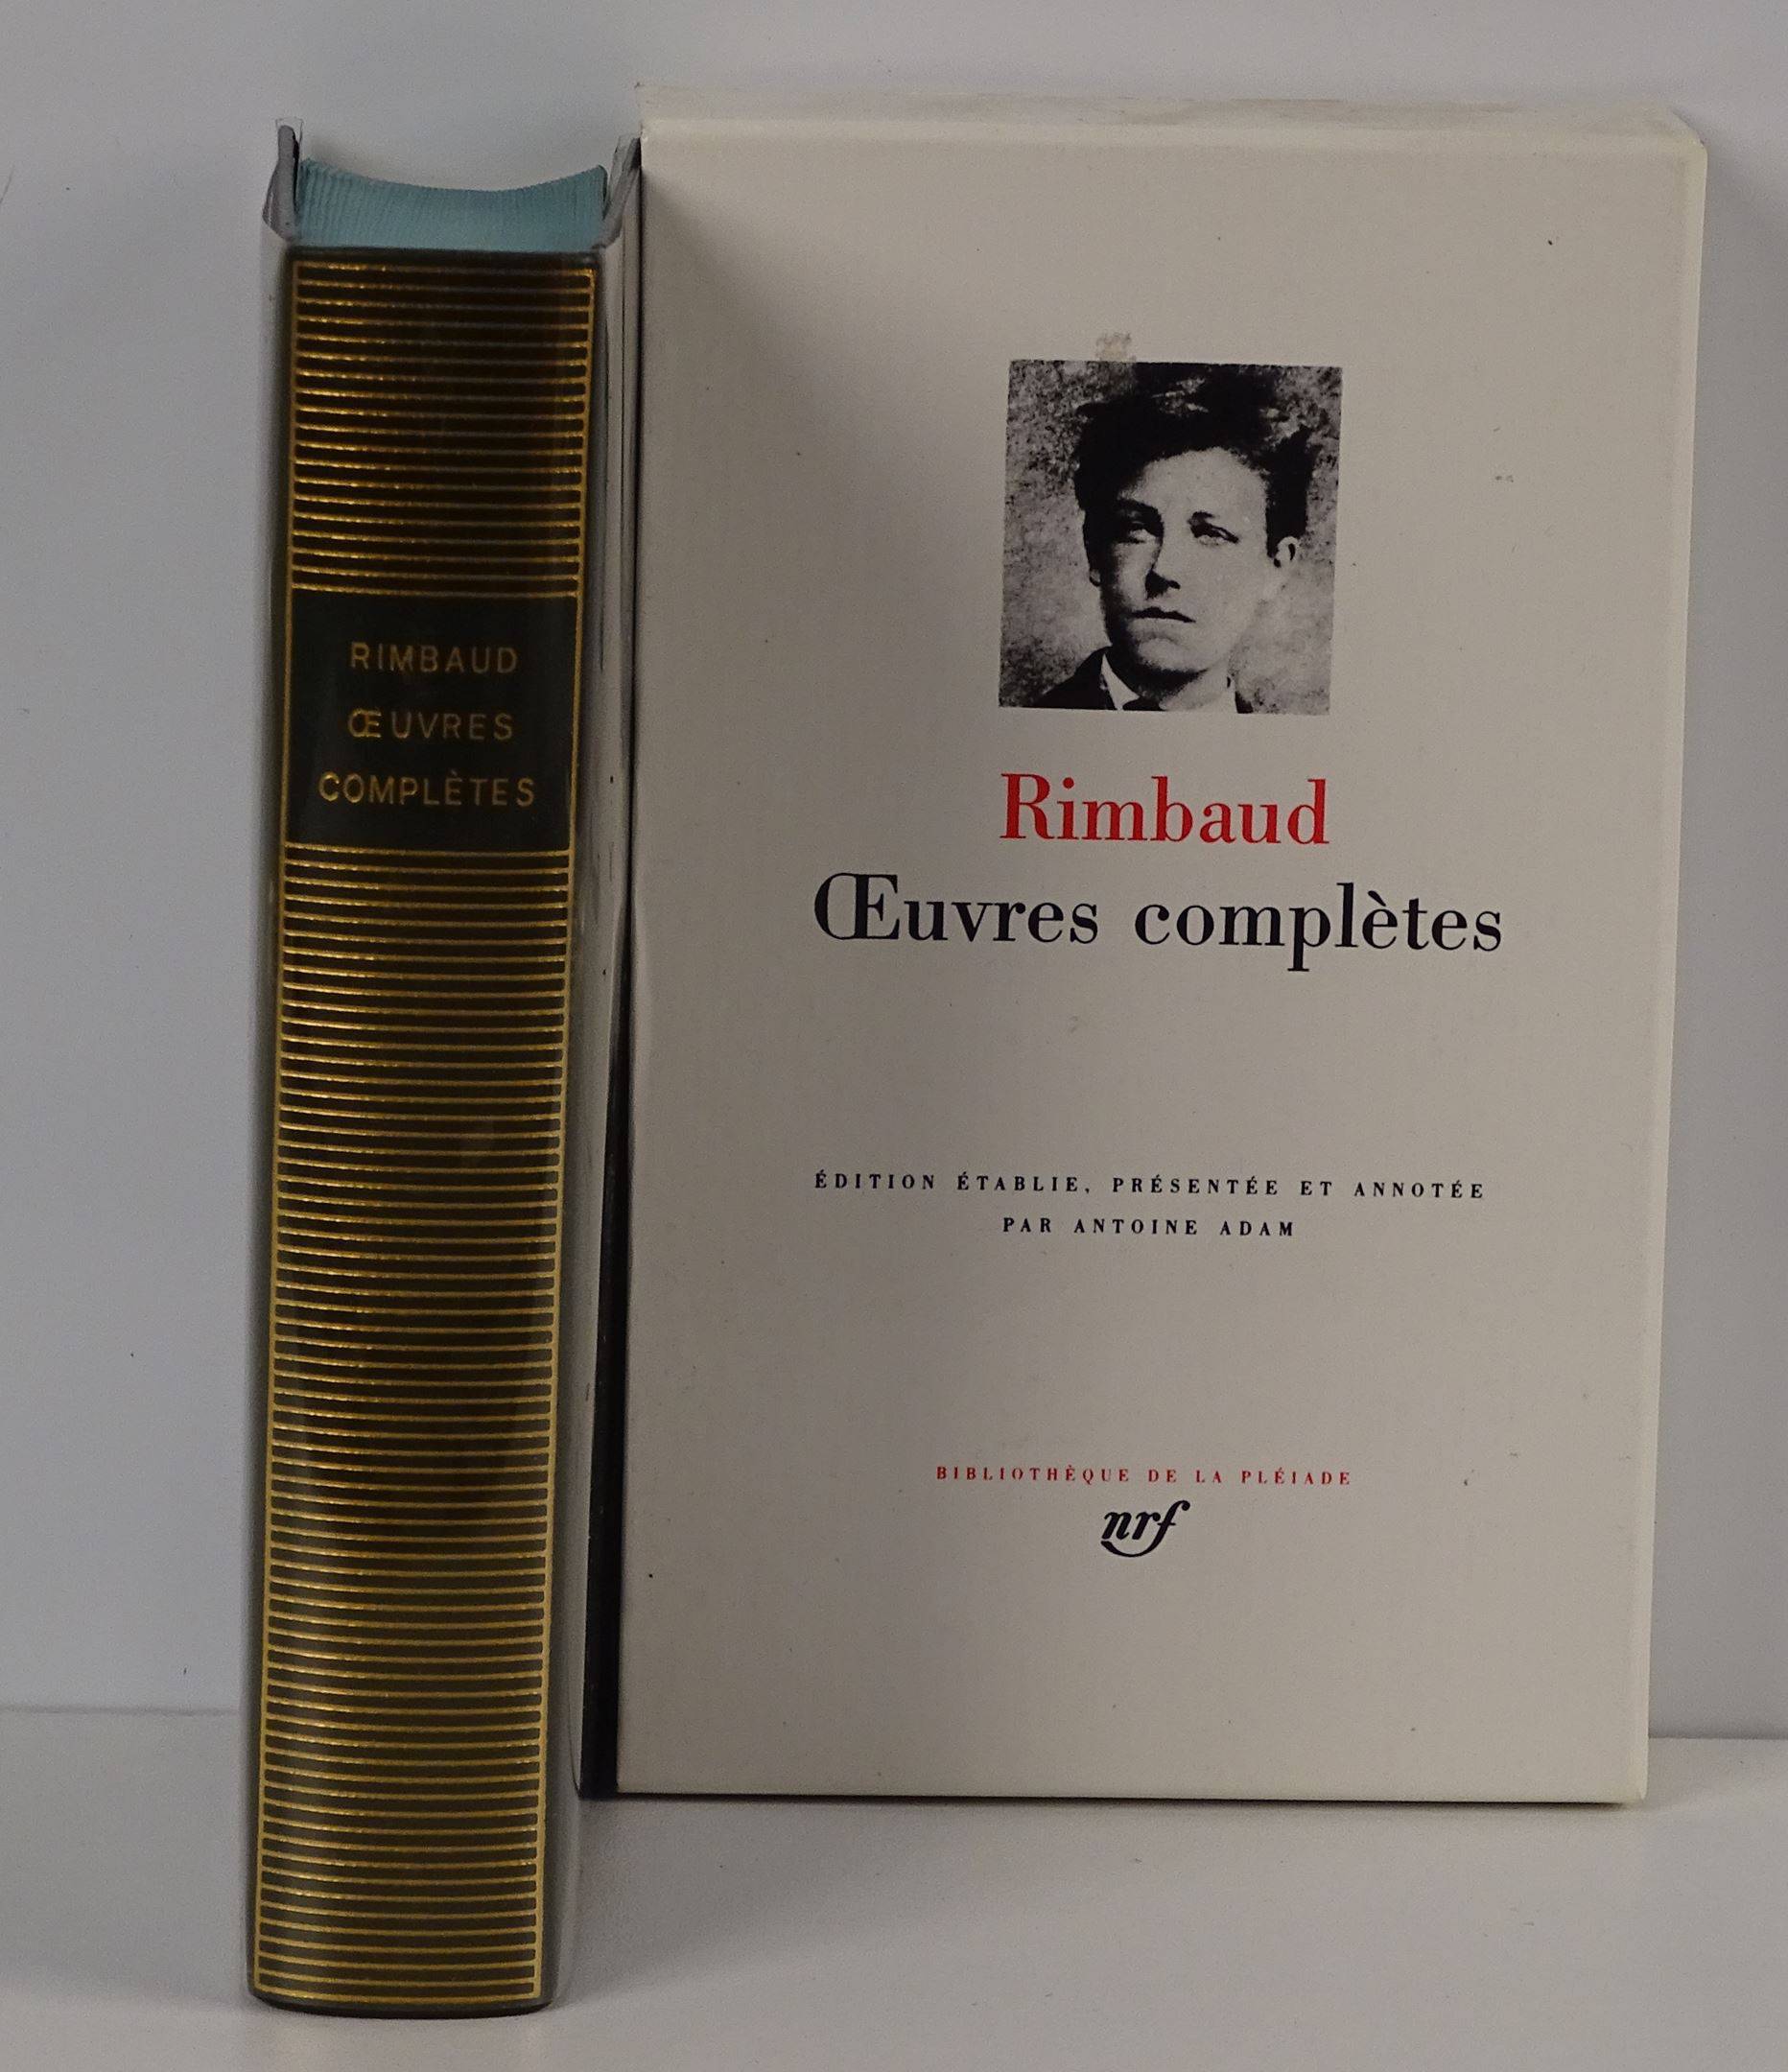 RIMBAUD
ŒUVRES
COMPLÈTES
Rimbaud
Œuvres complètes
ÉDITION ÉTABLIE, PRÉSENTÉE ET ANNOTÉE
PAR ANTOINE ADAM
BIBLIOTHÈQUE DE LA PLÉIADE
nrf